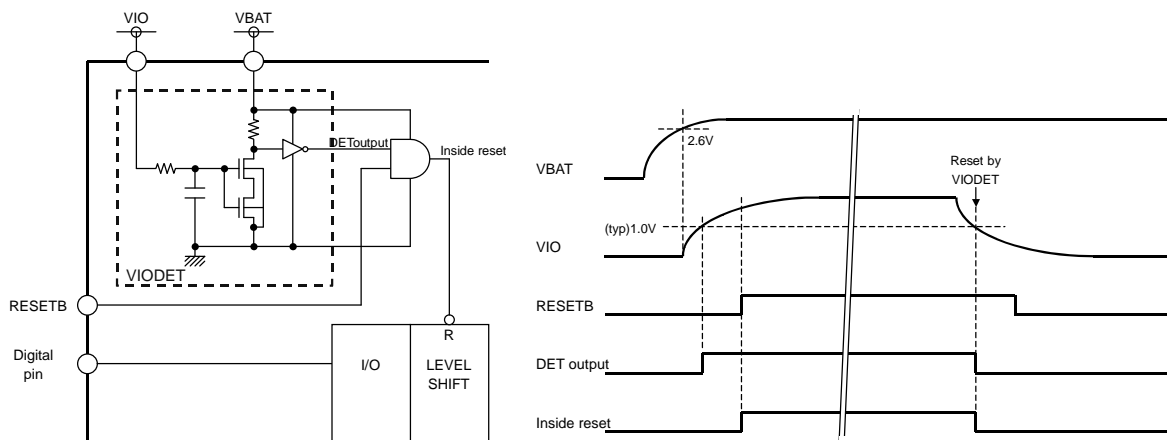 VIO
VBAT
DEToutput
Inside reset
VIODET
RESETB
R
Digital
pin
I/O
LEVEL
SHIFT
2.6V
VBAT
Reset by
VIODET
(typ)1.0V
VIO
RESETB
DET output
Inside reset